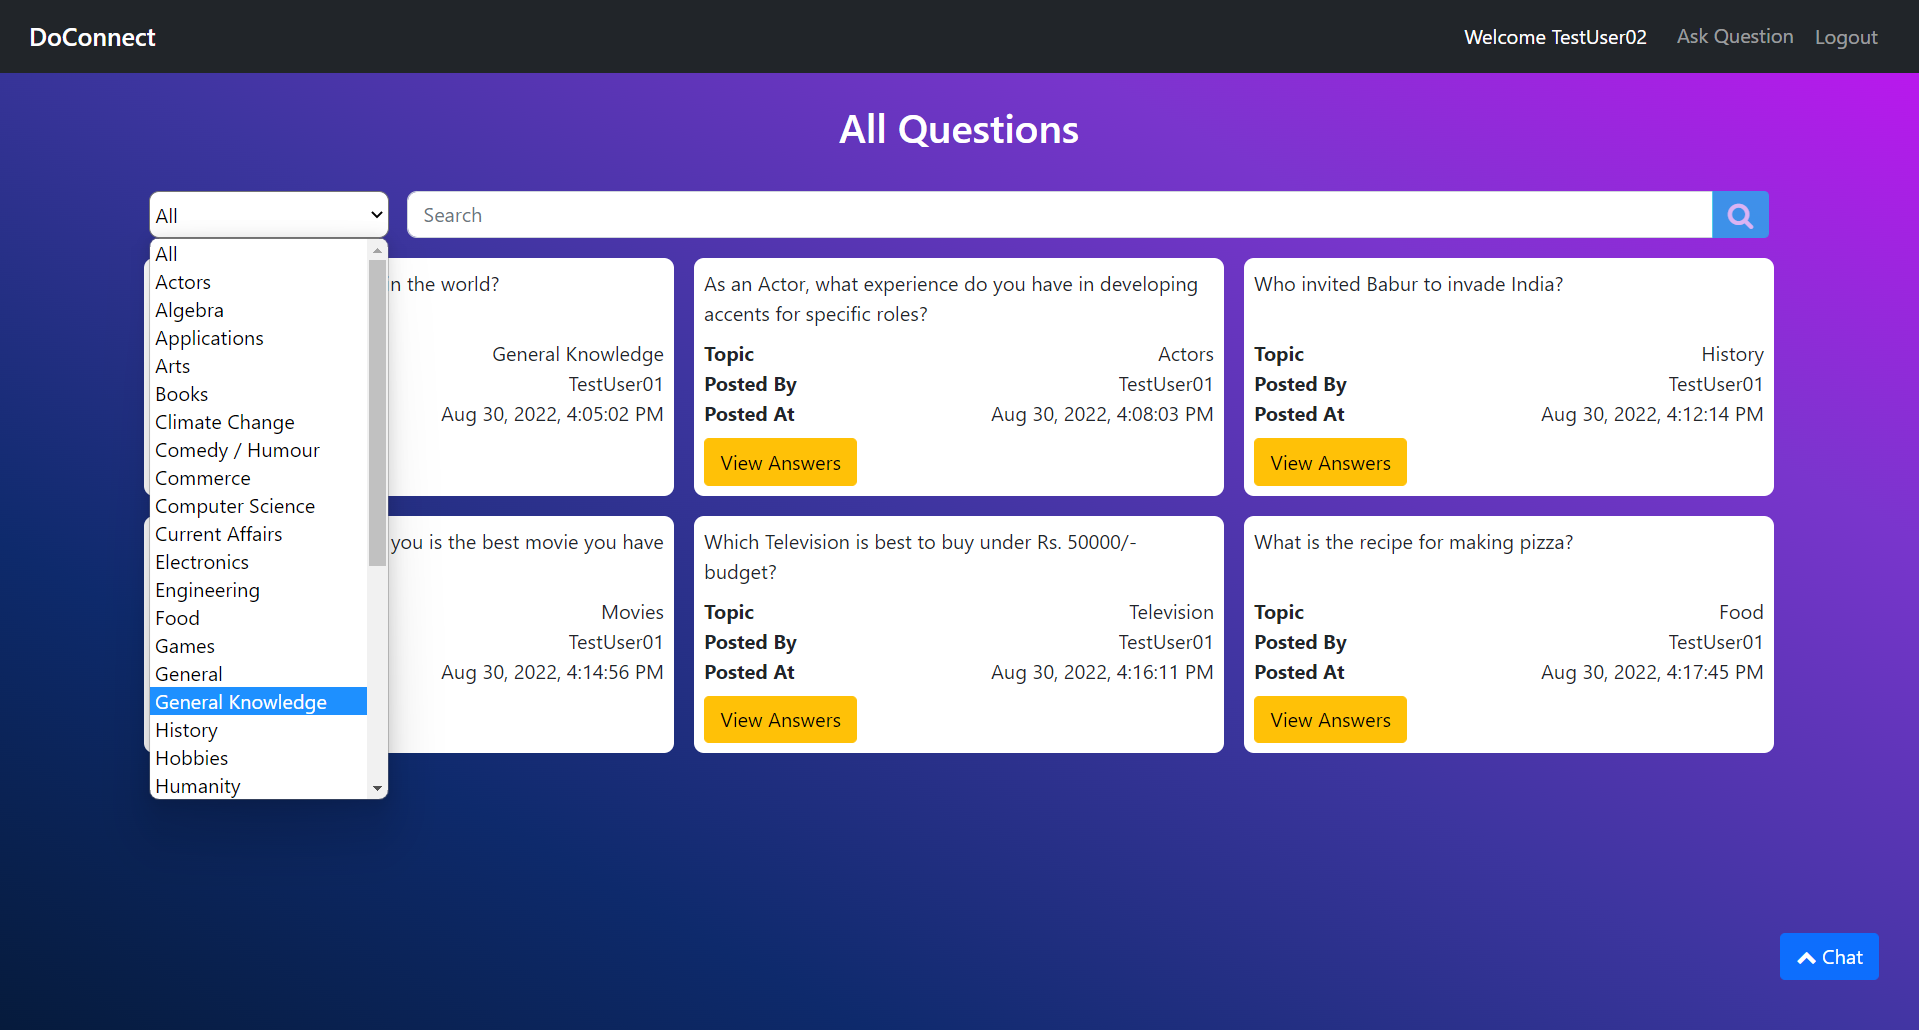 DoConnect
Welcome TestUser02
Ask Question
Logout
All Questions
All
Search
All
Actors
Algebra
Applications
Arts
Books
Climate Change
Comedy / Humour
Commerce
Computer Science
Current Affairs
Electronics
Engineering
Food
Games
General
General Knowledge
History
Hobbies
Humanity
in the world?
General Knowledge
TestUser01
Aug 30, 2022, 4:05:02 PM
As an Actor, what experience do you have in developing
accents for specific roles?
Topic Actors
Posted By TestUser01
Posted At Aug 30, 2022, 4:08:03 PM
View Answers
Who invited Babur to invade India?
Topic History
Posted By TestUser01
Posted At Aug 30, 2022, 4:12:14 PM
View Answers
you is the best movie you have
Movies
TestUser01
Aug 30, 2022, 4:14:56 PM
Which Television is best to buy under Rs. 50000/-
budget?
Topic Television
Posted By TestUser01
Posted At Aug 30, 2022, 4:16:11 PM
View Answers
What is the recipe for making pizza?
Topic Food
Posted By TestUser01
Posted At Aug 30, 2022, 4:17:45 PM
View Answers
Chat